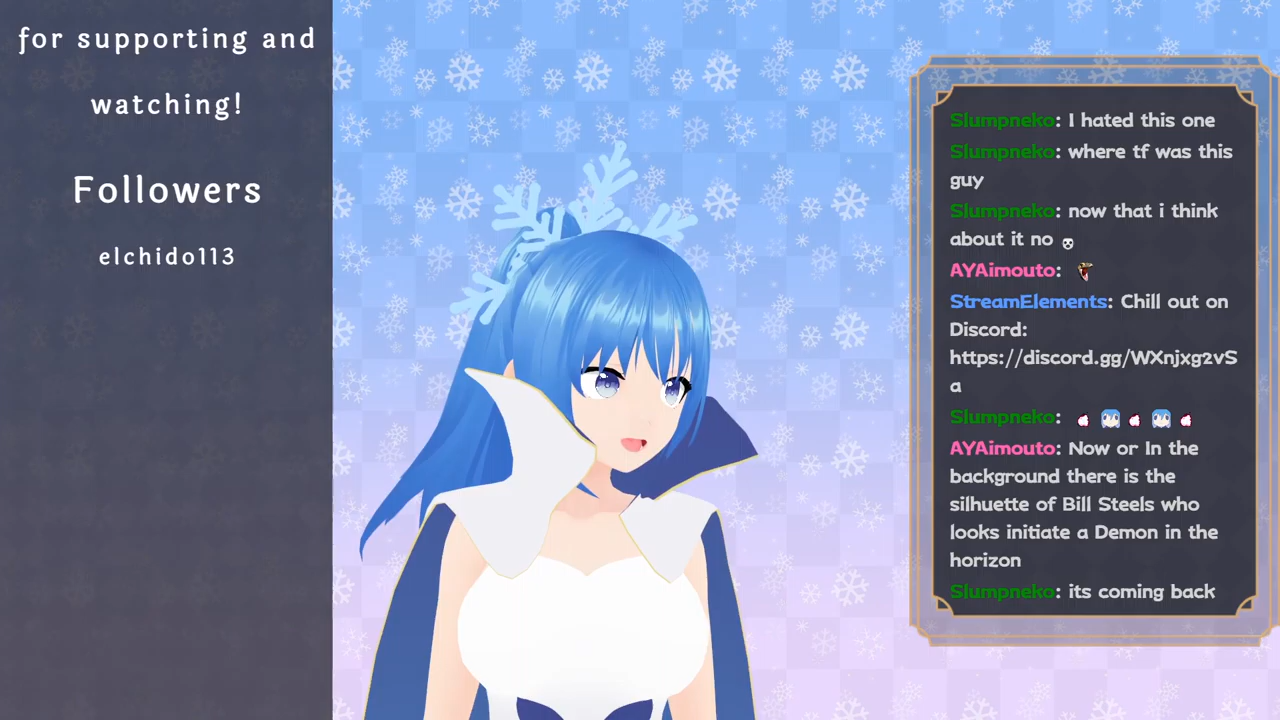 for supporting and
watching!
Followers
elchido113
Slumpneko: I hated this one
Slumpneko: where tf was this
guy
Slumpneko: now that i think
about it no
AYAimouto:
StreamElements: Chill out on
Discord:
https://discord.gg/WXnjxg2vS
a
Slumpneko:
AYAimouto: Now or In the
background there is the
silhuette of Bill Steels who
looks initiate a Demon in the
horizon
Slumpneko: its coming back